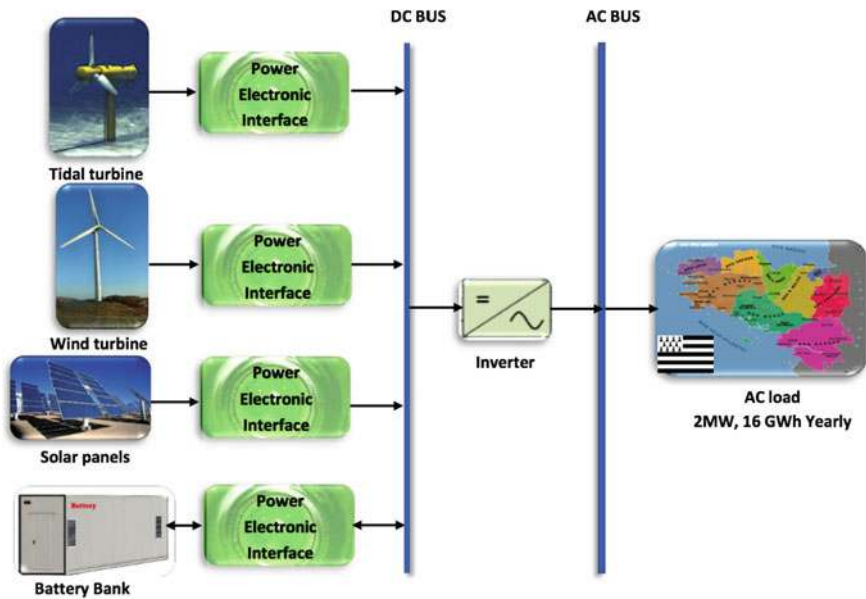 DC BUS
AC BUS
Power
Electronic
Interface
Tidal turbine
Power
Electronic
Interface
Wind turbine
Inverter
AC load
2MW, 16 GWh Yearly
Power
Electronic
Interface
Solar panels
Battery
Power
Electronic
Interface
Battery Bank